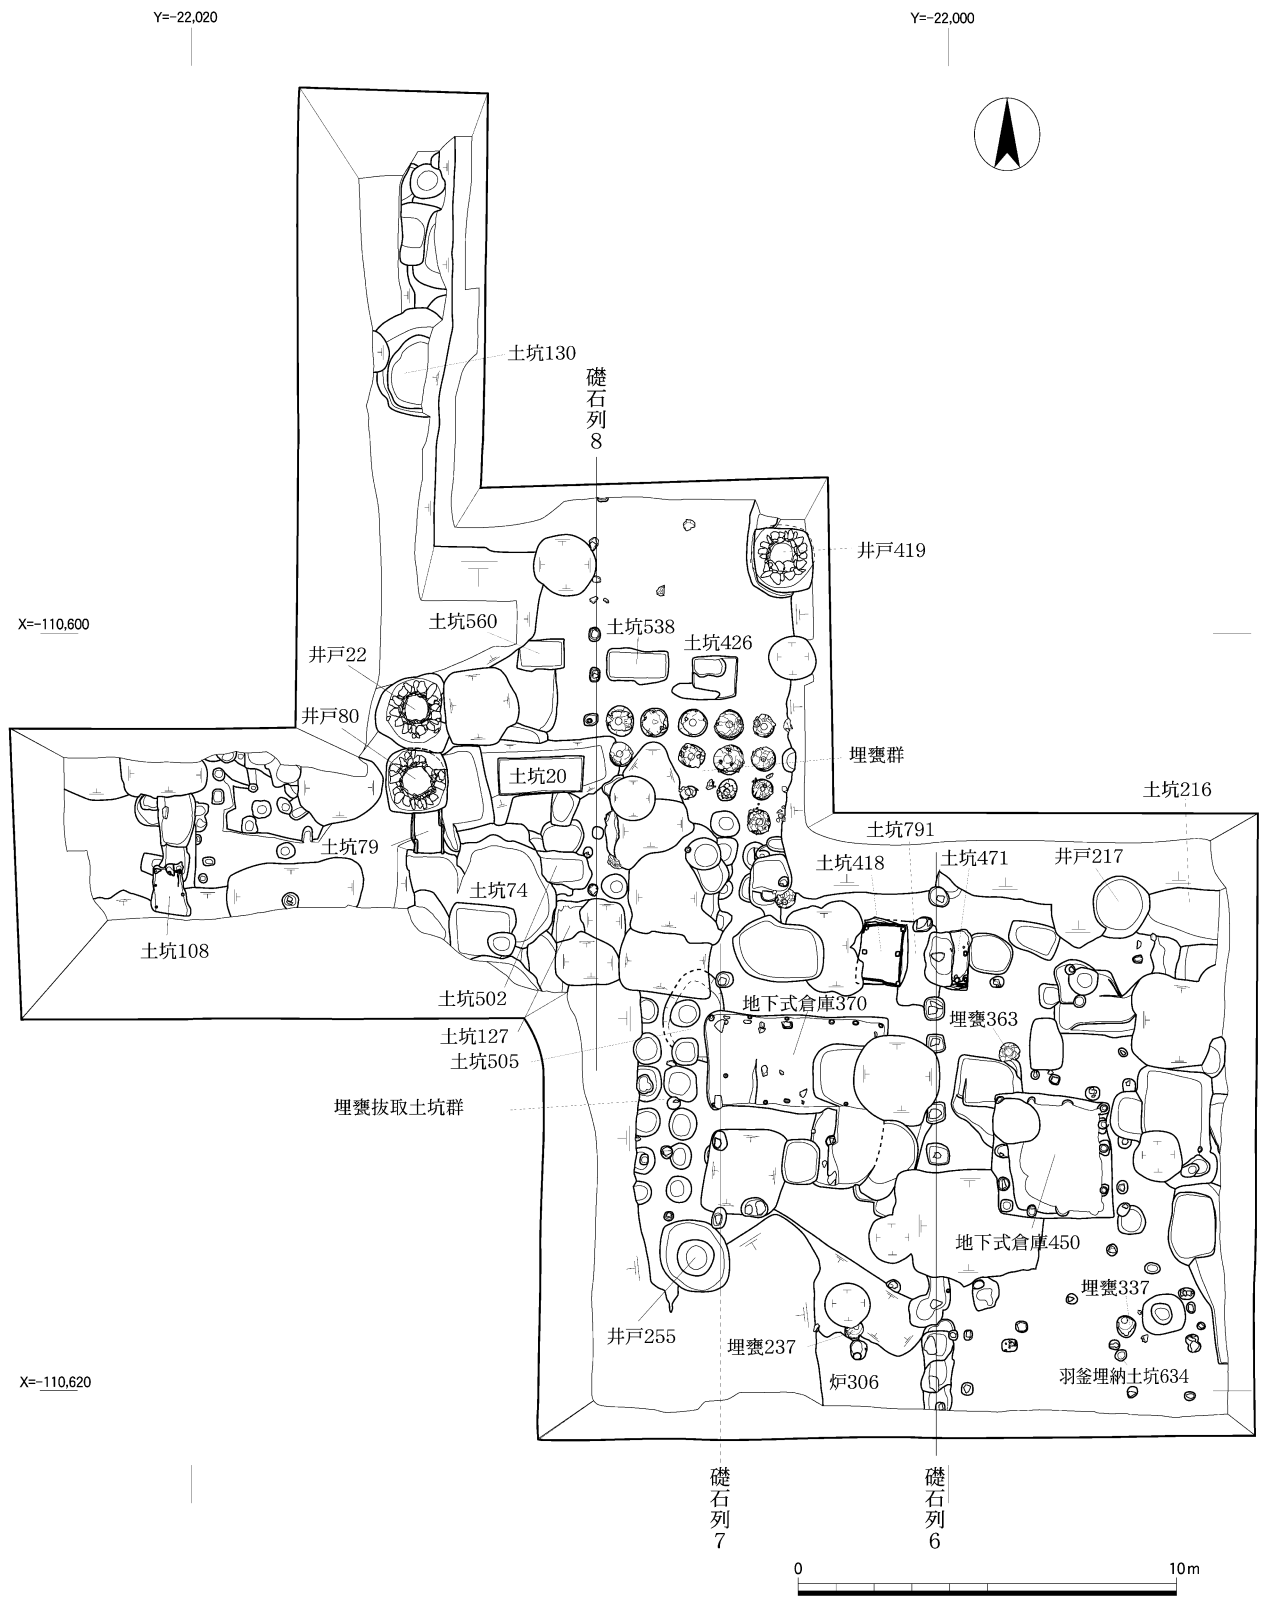 Y=-22,020
Y=-22,000
土坑130
礎石列8
井戸419
X=-110,600
土坑560
土坑538
土坑426
井戸22
井戸80
埋甕群
土坑20
土坑216
土坑791
土坑79
土坑418
土坑471
井戸217
土坑74
土坑108
土坑502
地下式倉庫370
埋甕363
土坑127
土坑505
埋甕抜取土坑群
地下式倉庫450
埋甕337
井戸255
埋甕237
炉306
羽釜埋納土坑634
X=-110,620
礎石列7
礎石列6
0 10m